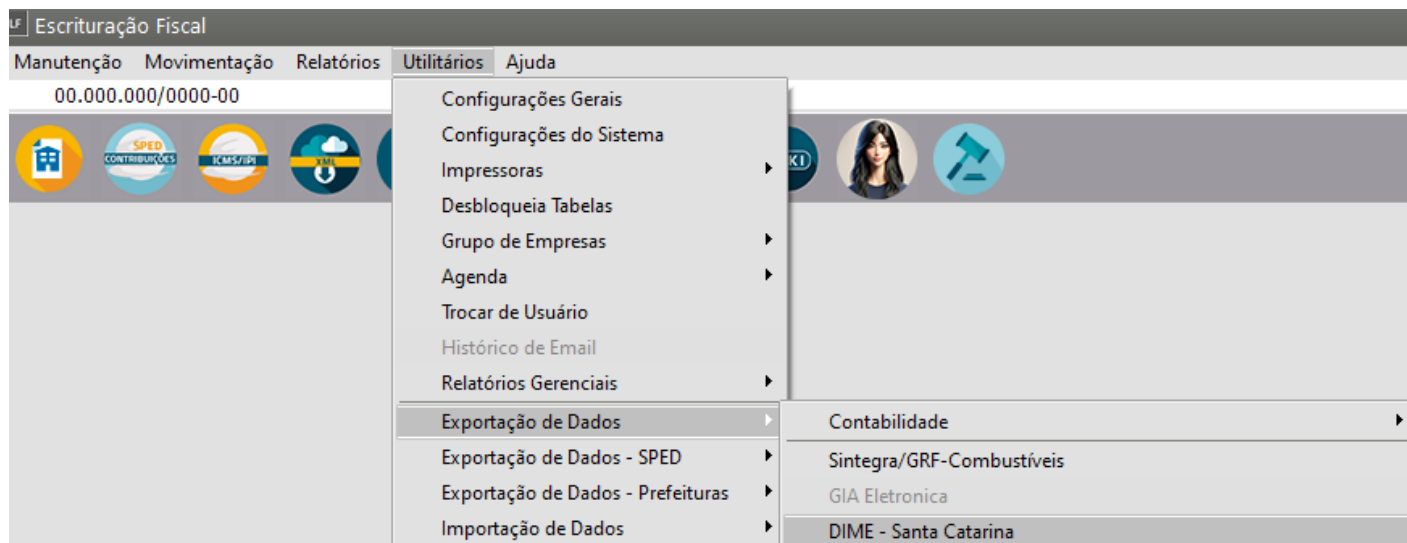 LF Escrituração Fiscal
Manutenção Movimentação Relatórios Utilitários Ajuda
00.000.000/0000-00
SPED CONTRIBUIÇÕES
ICMS/IPI
XML
Configurações Gerais
Configurações do Sistema
Impressoras
Desbloqueia Tabelas
Grupo de Empresas
Agenda
Trocar de Usuário
Histórico de Email
Relatórios Gerenciais
Exportação de Dados
Exportação de Dados - SPED
Exportação de Dados - Prefeituras
Importação de Dados
Contabilidade
Sintegra/GRF-Combustíveis
GIA Eletronica
DIME - Santa Catarina